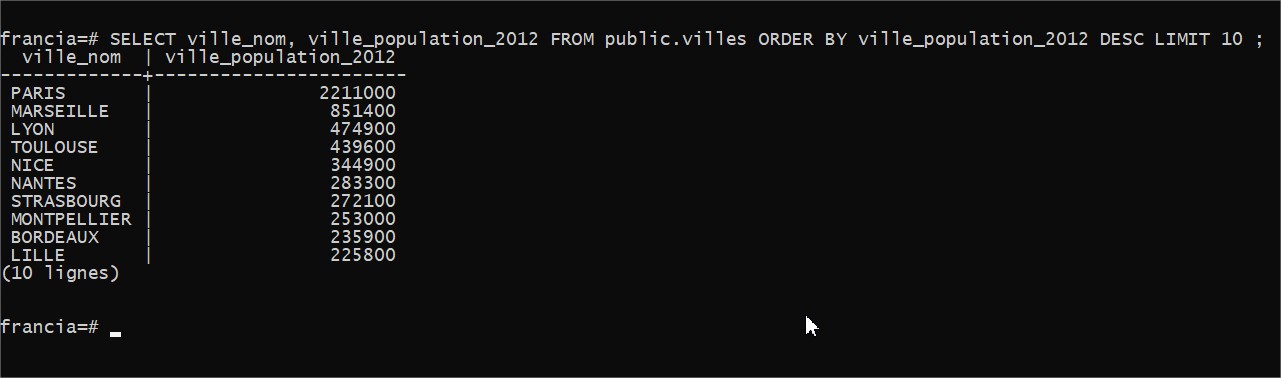 francia=# SELECT ville_nom, ville_population_2012 FROM public.villes ORDER BY ville_population_2012 DESC LIMIT 10 ;
  ville_nom  | ville_population_2012
-------------+-----------------------
 PARIS       |               2211000
 MARSEILLE   |                851400
 LYON        |                474900
 TOULOUSE    |                439600
 NICE        |                344900
 NANTES      |                283300
 STRASBOURG  |                272100
 MONTPELLIER |                253000
 BORDEAUX    |                235900
 LILLE       |                225800
(10 lignes)
francia=#